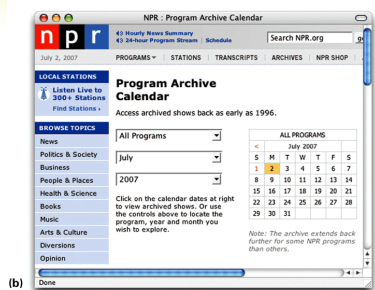 NPR : Program Archive Calendar
npr
Hourly News Summary
24-hour Program Stream | Schedule
Search NPR.org
July 2, 2007
PROGRAMS | STATIONS | TRANSCRIPTS | ARCHIVES | NPR SHOP
LOCAL STATIONS
Listen Live to
300+ Stations
Find Stations ›
BROWSE TOPICS
News
Politics & Society
Business
People & Places
Health & Science
Books
Music
Arts & Culture
Diversions
Opinion
Program Archive
Calendar
Access archived shows back as early as 1996.
All Programs
July
2007
Click on the calendar dates at right
to view archived shows. Or use
the controls above to locate the
program, year and month you
wish to explore.
ALL PROGRAMS
< July 2007
S M T W T F S
1 2 3 4 5 6 7
8 9 10 11 12 13 14
15 16 17 18 19 20 21
22 23 24 25 26 27 28
29 30 31
Note: The archive extends back
further for some NPR programs
than others.
(b)
Done